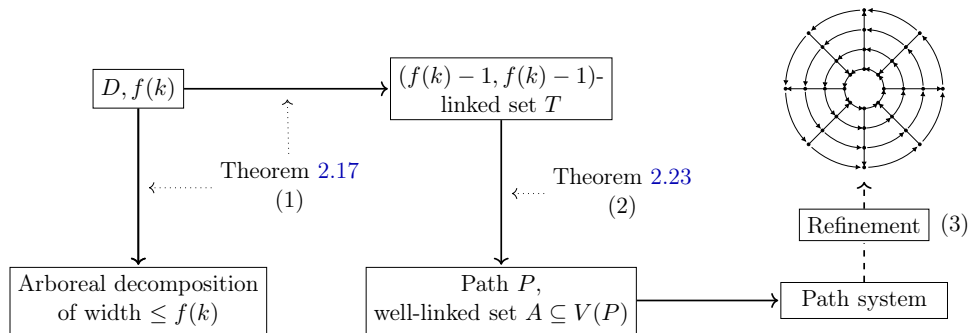 D, f(k)
(f(k) − 1, f(k) − 1)-
linked set T
Theorem 2.17
(1)
Theorem 2.23
(2)
Refinement
(3)
Arboreal decomposition
of width ≤ f(k)
Path P,
well-linked set A ⊆ V(P)
Path system